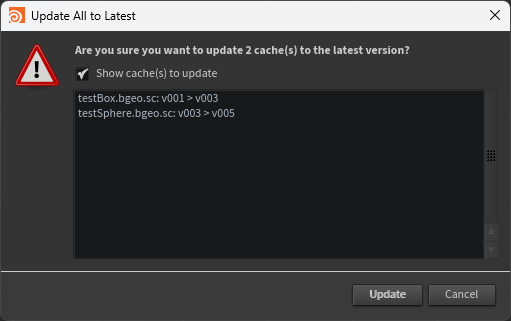 Update All to Latest
Are you sure you want to update 2 cache(s) to the latest version?
Show cache(s) to update
testBox.bgeo.sc: v001 > v003
testSphere.bgeo.sc: v003 > v005
Update
Cancel